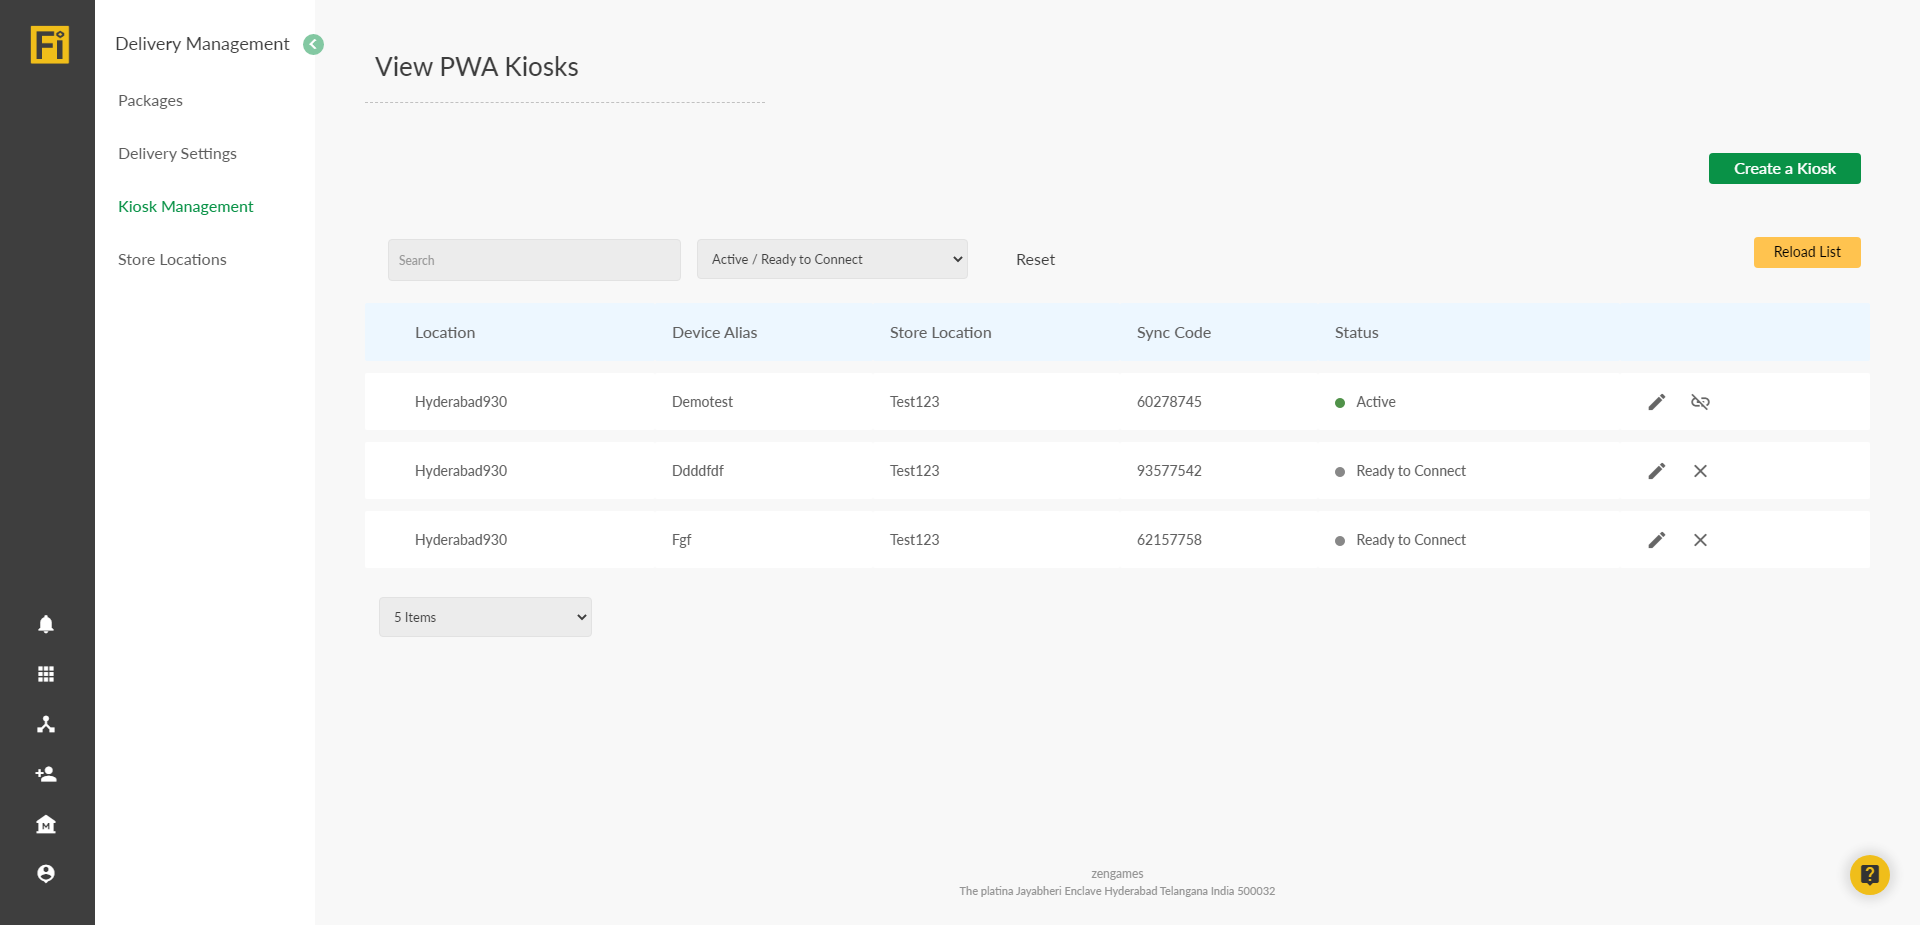 Fi
Delivery Management
Packages
Delivery Settings
Kiosk Management
Store Locations
View PWA Kiosks
Create a Kiosk
Search
Active / Ready to Connect
Reset
Reload List
Location Device Alias Store Location Sync Code Status
Hyderabad930 Demotest Test123 60278745 Active
Hyderabad930 Ddddfdf Test123 93577542 Ready to Connect
Hyderabad930 Fgf Test123 62157758 Ready to Connect
5 Items
M
zengames
The platina Jayabheri Enclave Hyderabad Telangana India 500032
?